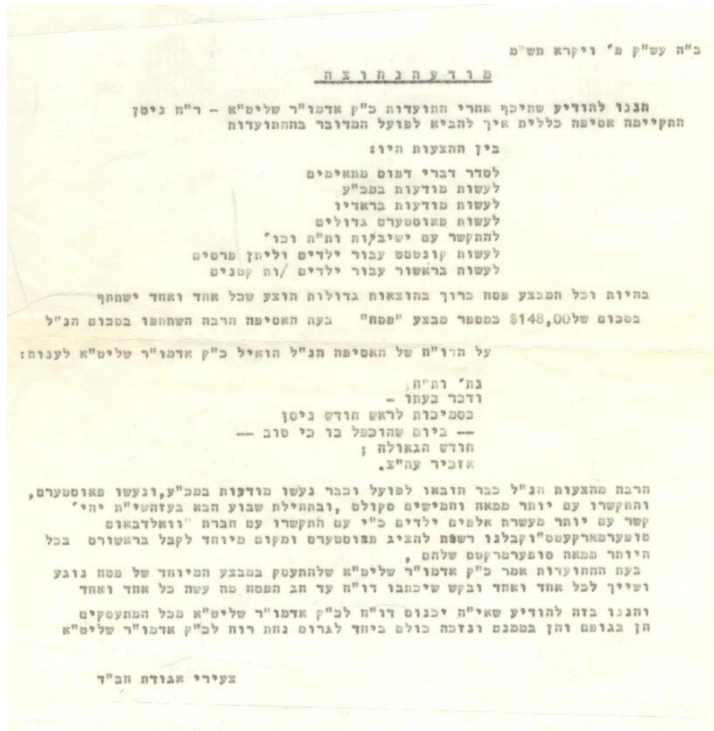 ב"ה עש"ק פ' ויקרא תש"מ
מודעה נחוצה
הננו להודיע שתיכף אחרי התועדות כ"ק אדמו"ר שליט"א - ר"ח ניסן
התקיימה אסיפה כללית איך להביא לפועל המדובר בההתועדות
בין ההצעות היו:
לסדר דברי דפוס מתאימים
לעשות מודעות במכ"ע
לעשות מודעות בראדיו
לעשות פאוסטערס גדולים
להתקשר עם ישיבות ות"ת וכו'
לעשות קונטסט עבור ילדים וליתן פרסים
לעשות בראשור עבור ילדים /ות קטנים
בהיות וכל המבצע פסח כרוך בהוצאות גדולות הוצע שכל אחד ואחד ישתתף
בסכום של $148,00 כמספר מבצע "פסח" בעת האסיפה הרבה השתתפו בסכום הנ"ל
על הדו"ח של האסיפה הנ"ל הואיל כ"ק אדמו"ר שליט"א לענות:
נת' ות"ח
ודבר בעתו -
בסמיכות לראש חודש ניסן
-- ביום שהוכפל בו כי טוב --
חודש הגאולה ;
אזכיר עה"צ.
הרבה מהצעות הנ"ל כבר הובאו לפועל וכבר נעשו מודעות במכ"ע, ונעשו פאוסטערס,
והתקשרו עם יותר ממאה וחמישים סקולס , ובתחילת שבוע הבא בעזהשי"ת יהי'
קשר עם יותר מעשרת אלפים ילדים כ"י עם התקשרו עם חברת "וואלדבאום
סופערמארקעטס" וקבלנו רשות להציג פאוסטערס ומקום מיוחד לקבל בראשורס בכל
היותר ממאה סופערמרקטס שלהם ,
בעת ההתועדות אמר כ"ק אדמו"ר שליט"א שלהתעסק במבצע המיוחד של פסח נוגע
ושייך לכל אחד ואחד ובקש שיכתבו דו"ח עד חג הפסח מה עשה כל אחד ואחד
והננו בזה להודיע שאי"ה יכנוס דו"ח לכ"ק אדמו"ר שליט"א מכל המתעסקים
הן בגופם והן בממנם ונזכה כולם ביחד לגרום נחת רוח לכ"ק אדמו"ר שליט"א
צעירי אגודת חב"ד